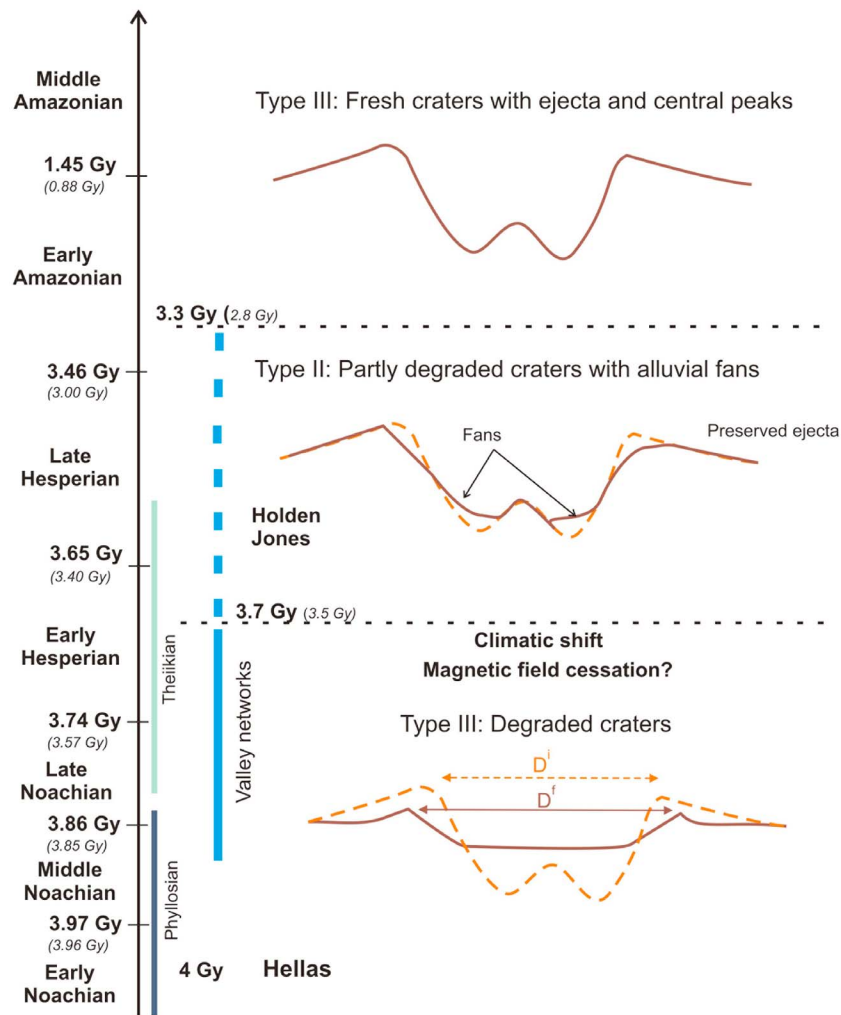 Middle
Amazonian
Type III: Fresh craters with ejecta and central peaks
1.45 Gy
(0.88 Gy)
Early
Amazonian
3.3 Gy (2.8 Gy)
3.46 Gy
(3.00 Gy)
Type II: Partly degraded craters with alluvial fans
Fans
Preserved ejecta
Late
Hesperian
Holden
Jones
3.65 Gy
(3.40 Gy)
3.7 Gy (3.5 Gy)
Early
Hesperian
Theiikian
Valley networks
Climatic shift
Magnetic field cessation?
3.74 Gy
(3.57 Gy)
Type III: Degraded craters
Late
Noachian
Di
Df
3.86 Gy
(3.85 Gy)
Middle
Noachian
Phyllosian
3.97 Gy
(3.96 Gy)
Early
Noachian
4 Gy
Hellas